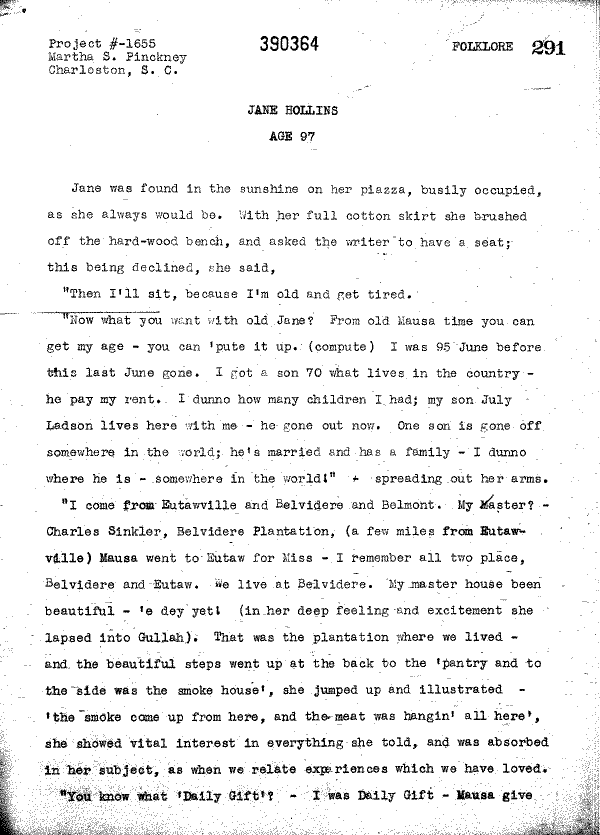 Project #-1655
Martha S. Pinckney
Charloston, S. C.
390364
FOLKLORE 291
JANE HOLLINS
AGE 97
Jane was found in the sunshine on her piazza, busily occupied,
as she always would be. With her full cotton skirt she brushed
off the hard-wood bench, and asked the writer to have a seat;
this being declined, she said,
"Then I'll sit, because I'm old and get tired.
"Now what you want with old Jane? From old Mausa time you can
get my age - you can 'pute it up. (compute) I was 95 June before
this last June gone. I got a son 70 what lives in the country -
he pay my rent. I dunno how many children I had; my son July
Ladson lives here with me - he gone out now. One son is gone off
somewhere in the world; he's married and has a family - I dunno
where he is - somewhere in the world!" - spreading out her arms.
"I come from Eutawville and Belvidere and Belmont. My Master? -
Charles Sinkler, Belvidere Plantation, (a few miles from Eutaw-
ville) Mausa went to Eutaw for Miss - I remember all two place,
Belvidere and Eutaw. We live at Belvidere. My master house been
beautiful - 'e dey yet! (in her deep feeling and excitement she
lapsed into Gullah). That was the plantation where we lived -
and the beautiful steps went up at the back to the 'pantry and to
the side was the smoke house', she jumped up and illustrated -
'the smoke come up from here, and the meat was hangin' all here',
she showed vital interest in everything she told, and was absorbed
in her subject, as when we relate experiences which we have loved.
"You know what 'Daily Gift'? - I was Daily Gift - Mausa give